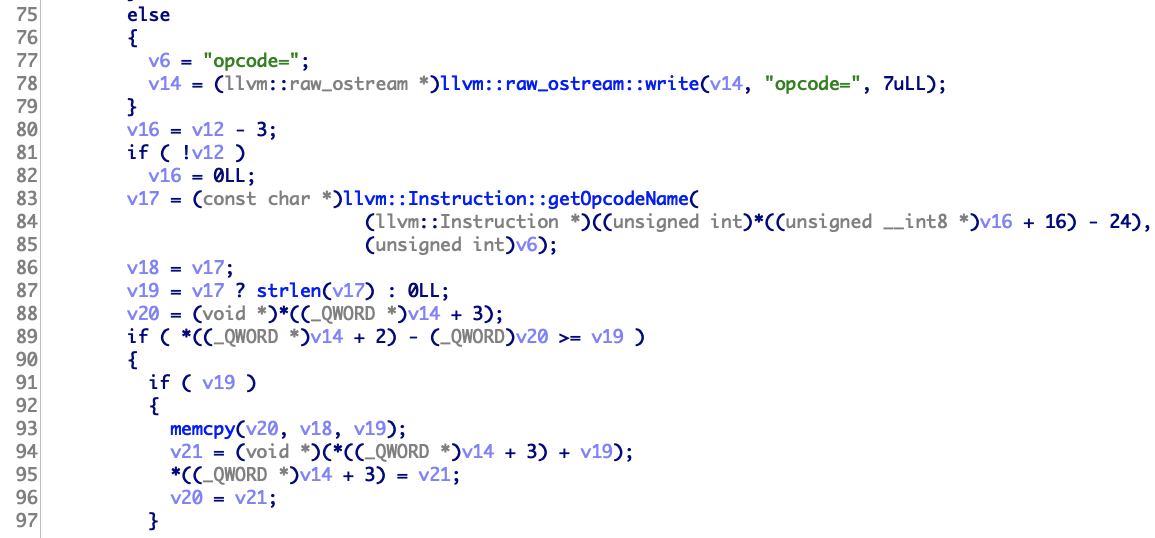 75 else
76 {
77 v6 = "opcode=";
78 v14 = (llvm::raw_ostream *)llvm::raw_ostream::write(v14, "opcode=", 7uLL);
79 }
80 v16 = v12 - 3;
81 if ( !v12 )
82 v16 = 0LL;
83 v17 = (const char *)llvm::Instruction::getOpcodeName(
84 (llvm::Instruction *)((unsigned int)*((unsigned __int8 *)v16 + 16) - 24),
85 (unsigned int)v6);
86 v18 = v17;
87 v19 = v17 ? strlen(v17) : 0LL;
88 v20 = (void *)*((_QWORD *)v14 + 3);
89 if ( *((_QWORD *)v14 + 2) - (_QWORD)v20 >= v19 )
90 {
91 if ( v19 )
92 {
93 memcpy(v20, v18, v19);
94 v21 = (void *)(*((_QWORD *)v14 + 3) + v19);
95 *((_QWORD *)v14 + 3) = v21;
96 v20 = v21;
97 }